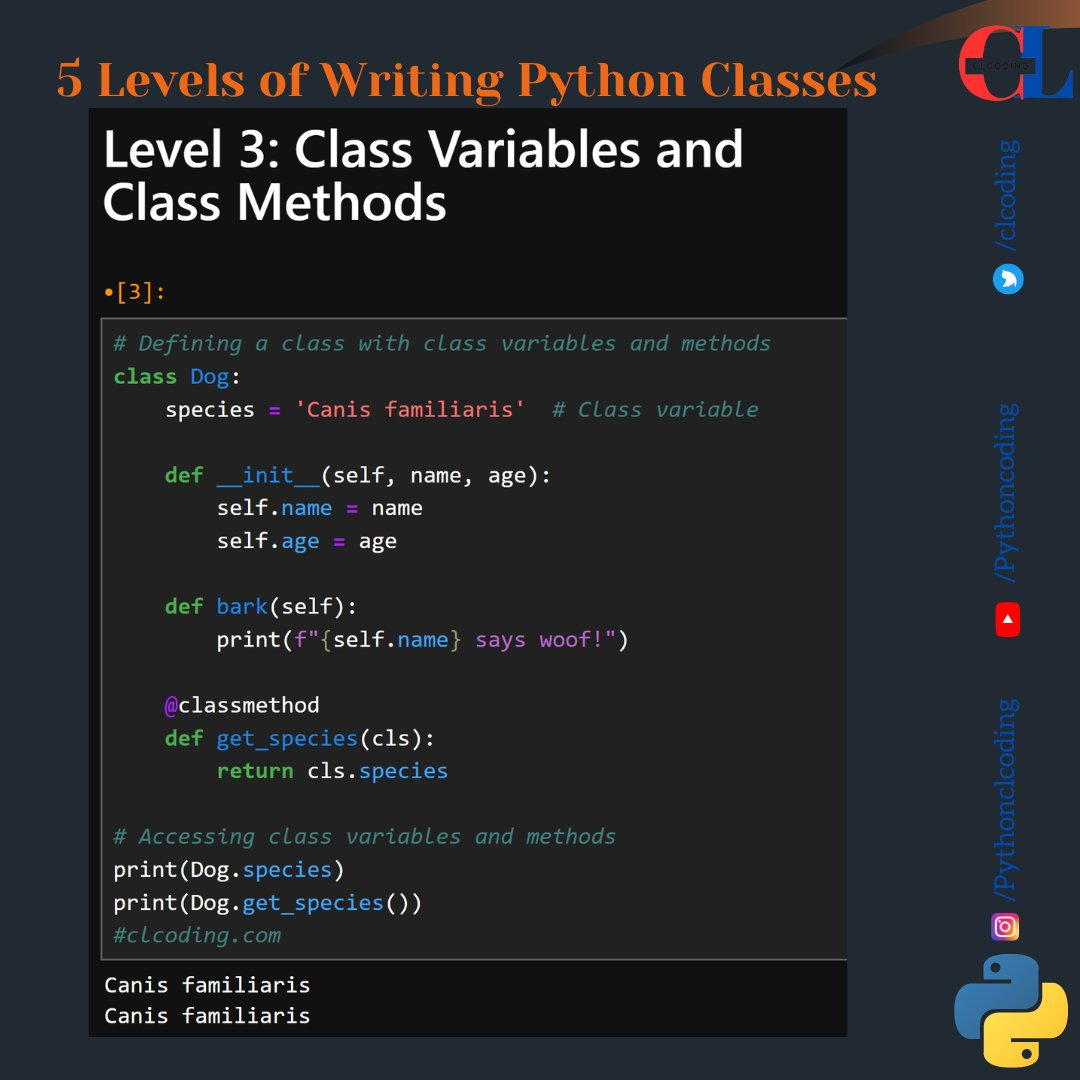 5 Levels of Writing Python Classes
CL
CLCODING
Level 3: Class Variables and
Class Methods
•[3]:
# Defining a class with class variables and methods
class Dog:
    species = 'Canis familiaris'  # Class variable
    def __init__(self, name, age):
        self.name = name
        self.age = age
    def bark(self):
        print(f"{self.name} says woof!")
    @classmethod
    def get_species(cls):
        return cls.species
# Accessing class variables and methods
print(Dog.species)
print(Dog.get_species())
#clcoding.com
Canis familiaris
Canis familiaris
/clcoding
/Pythoncoding
/Pythonclcoding